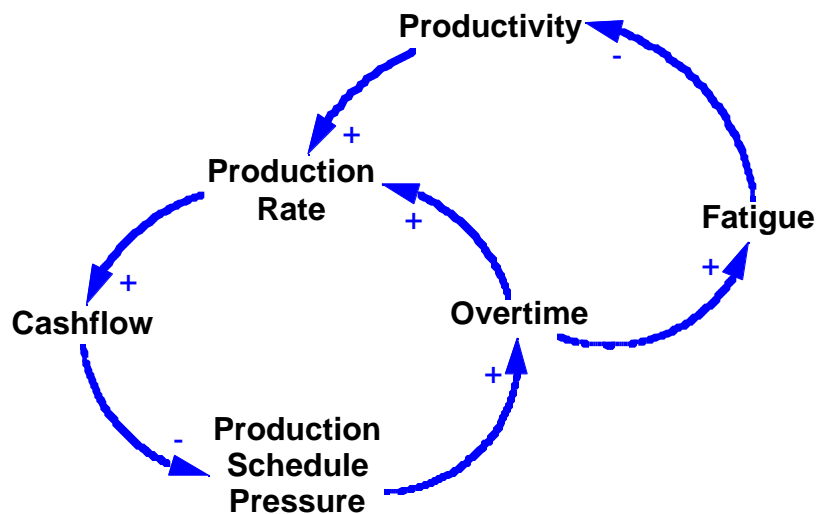 Productivity
-
+
Production
Rate
+
Fatigue
+
+
Cashflow
Overtime
+
-
Production
Schedule
Pressure